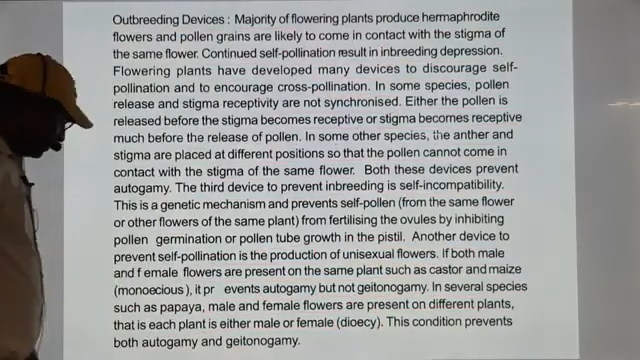 Outbreeding Devices : Majority of flowering plants produce hermaphrodite
flowers and pollen grains are likely to come in contact with the stigma of
the same flower. Continued self-pollination result in inbreeding depression.
Flowering plants have developed many devices to discourage self-
pollination and to encourage cross-pollination. In some species, pollen
release and stigma receptivity are not synchronised. Either the pollen is
released before the stigma becomes receptive or stigma becomes receptive
much before the release of pollen. In some other species, the anther and
stigma are placed at different positions so that the pollen cannot come in
contact with the stigma of the same flower. Both these devices prevent
autogamy. The third device to prevent inbreeding is self-incompatibility.
This is a genetic mechanism and prevents self-pollen (from the same flower
or other flowers of the same plant) from fertilising the ovules by inhibiting
pollen germination or pollen tube growth in the pistil. Another device to
prevent self-pollination is the production of unisexual flowers. If both male
and f emale flowers are present on the same plant such as castor and maize
(monoecious), it pr events autogamy but not geitonogamy. In several species
such as papaya, male and female flowers are present on different plants,
that is each plant is either male or female (dioecy). This condition prevents
both autogamy and geitonogamy.